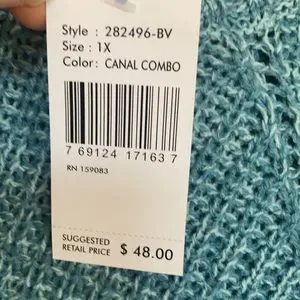 Style : 282496-BV
Size : 1X
Color: CANAL COMBO
7 69124 17163 7
RN 159083
SUGGESTED
RETAIL PRICE $ 48.00